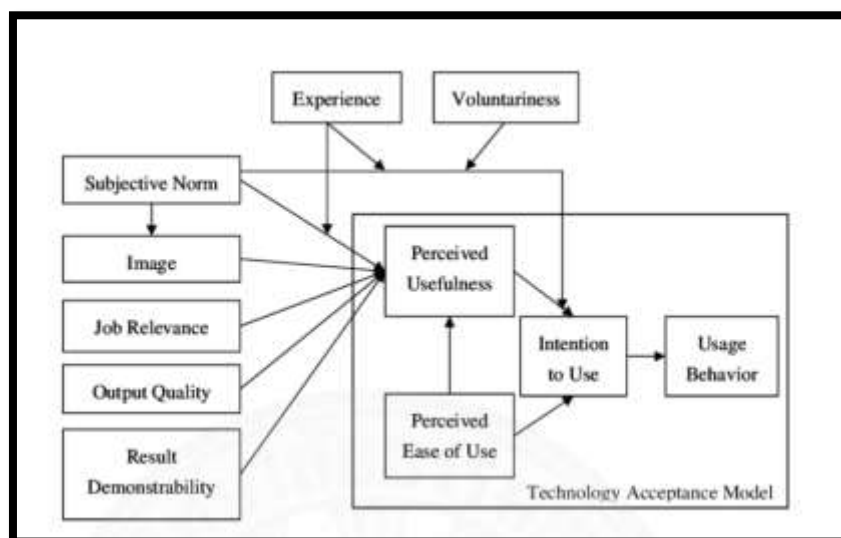 Experience
Voluntariness
Subjective Norm
Image
Job Relevance
Output Quality
Result
Demonstrability
Perceived
Usefulness
Perceived
Ease of Use
Intention
to Use
Usage
Behavior
Technology Acceptance Model